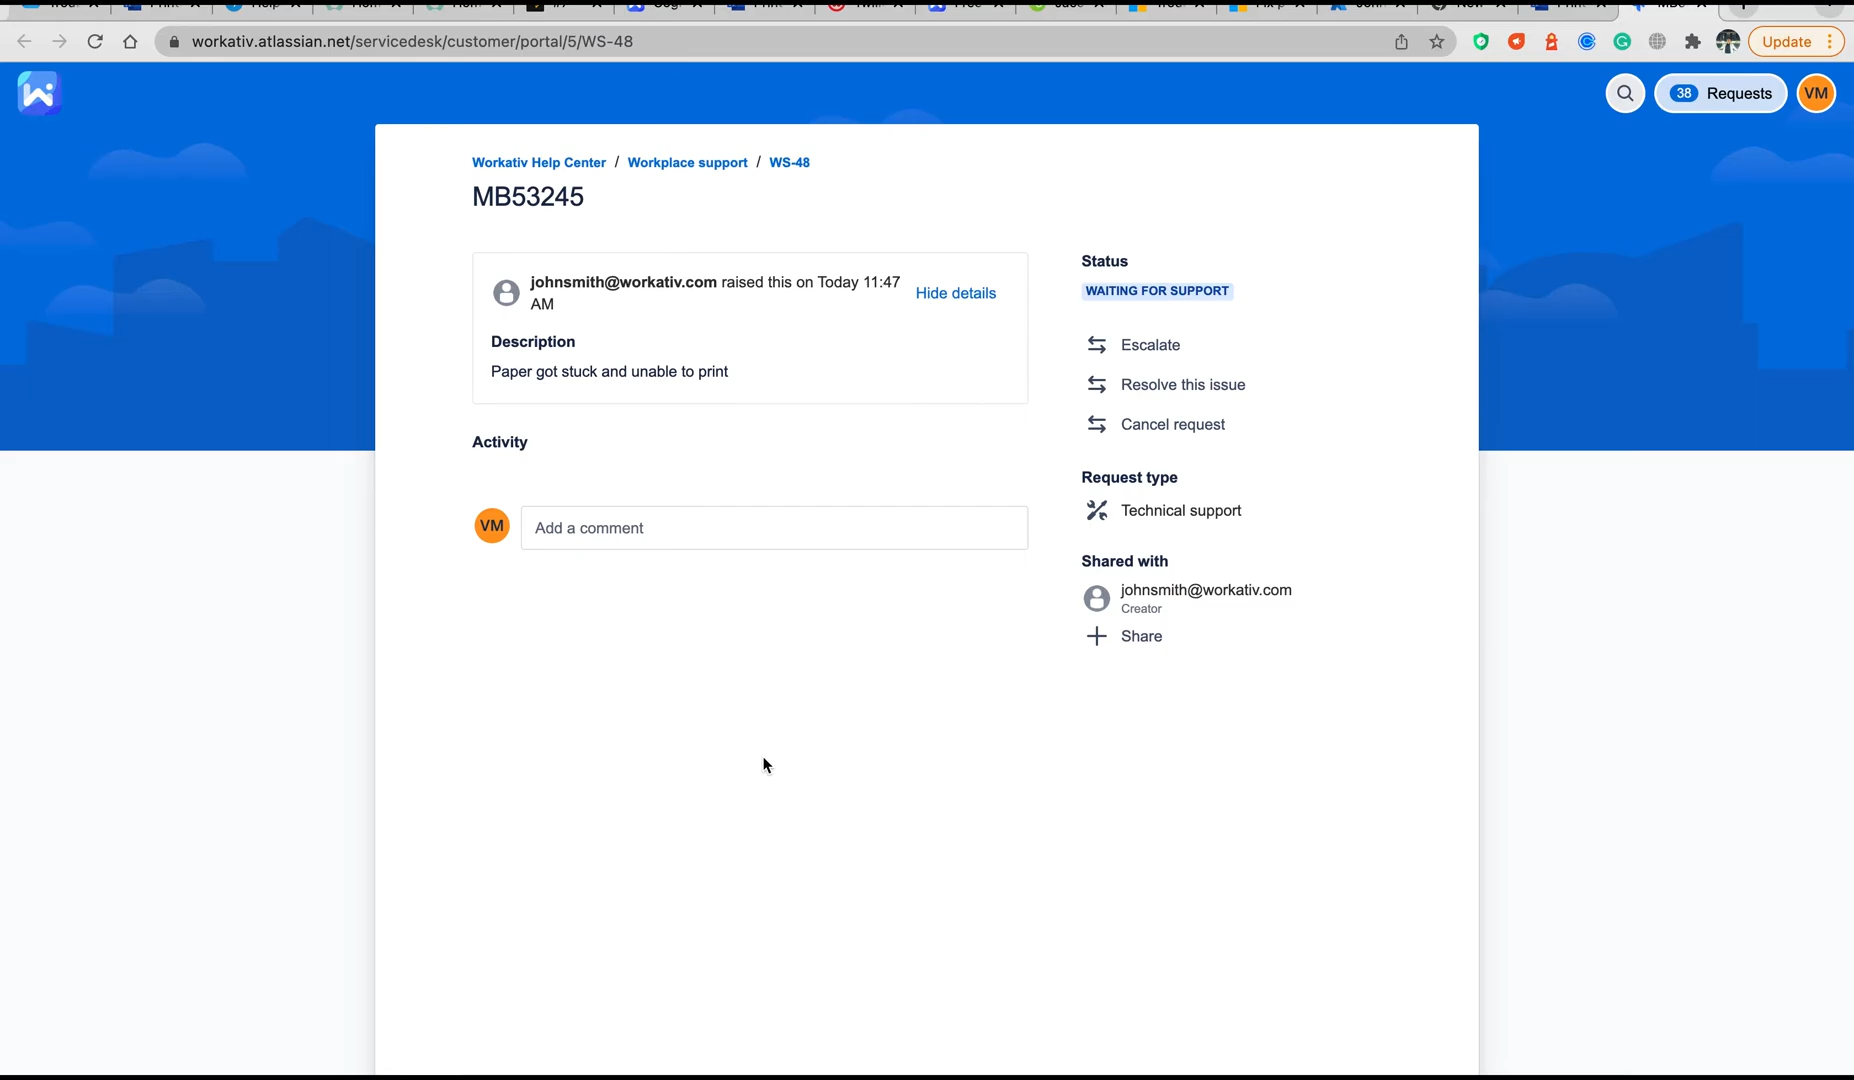 workativ.atlassian.net/servicedesk/customer/portal/5/WS-48
Update
38 Requests VM
Workativ Help Center / Workplace support / WS-48
MB53245
johnsmith@workativ.com raised this on Today 11:47
AM
Hide details
Description
Paper got stuck and unable to print
Activity
VM Add a comment
Status
WAITING FOR SUPPORT
Escalate
Resolve this issue
Cancel request
Request type
Technical support
Shared with
johnsmith@workativ.com
Creator
Share